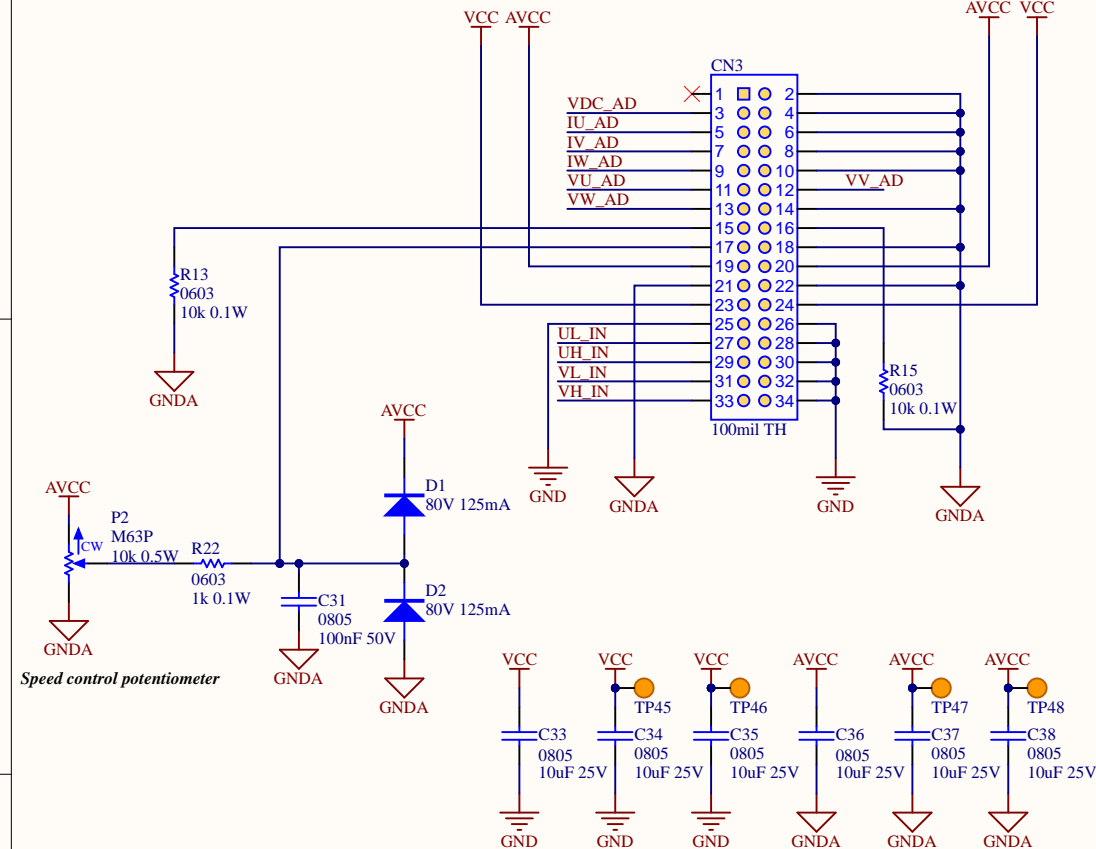 VCC AVCC
AVCC VCC
CN3
1 2
VDC_AD 3 4
IU_AD 5 6
IV_AD 7 8
IW_AD 9 10
VU_AD 11 12 VV_AD
VW_AD 13 14
15 16
17 18
19 20
21 22
23 24
25 26
UL_IN 27 28
UH_IN 29 30
VL_IN 31 32
VH_IN 33 34
100mil TH
R13
0603
10k 0.1W
GNDA
R15
0603
10k 0.1W
GND
GNDA
GND
GNDA
AVCC
D1
80V 125mA
AVCC
P2
M63P
10k 0.5W
CW
R22
0603
1k 0.1W
C31
0805
100nF 50V
D2
80V 125mA
GNDA
GNDA
GNDA
Speed control potentiometer
VCC
C33
0805
10uF 25V
GND
VCC
TP45
C34
0805
10uF 25V
GND
VCC
TP46
C35
0805
10uF 25V
GND
AVCC
C36
0805
10uF 25V
GNDA
AVCC
TP47
C37
0805
10uF 25V
GNDA
AVCC
TP48
C38
0805
10uF 25V
GNDA